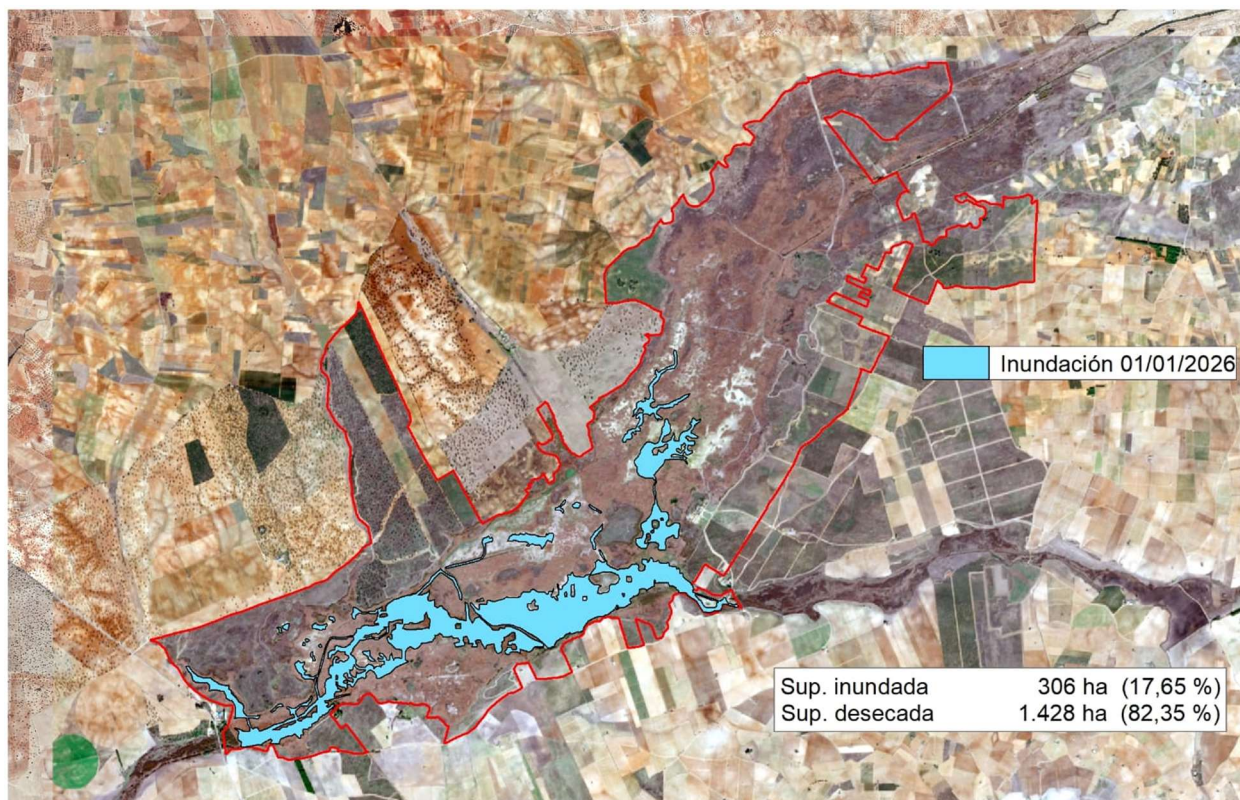 Inundación 01/01/2026
Sup. inundada 306 ha (17,65 %)
Sup. desecada 1.428 ha (82,35 %)